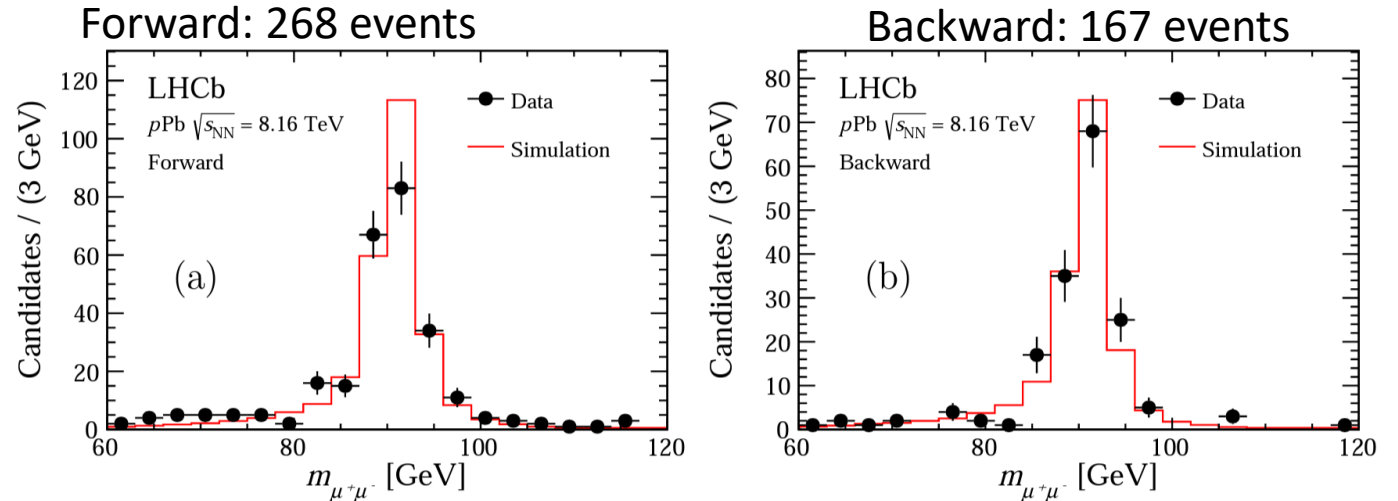 Forward: 268 events
Candidates / (3 GeV)
120
100
80
60
40
20
0
LHCb
pPb √sNN = 8.16 TeV
Forward
Data
Simulation
(a)
60 80 100 120
mμ+μ- [GeV]
Backward: 167 events
Candidates / (3 GeV)
80
70
60
50
40
30
20
10
0
LHCb
pPb √sNN = 8.16 TeV
Backward
Data
Simulation
(b)
60 80 100 120
mμ+μ- [GeV]